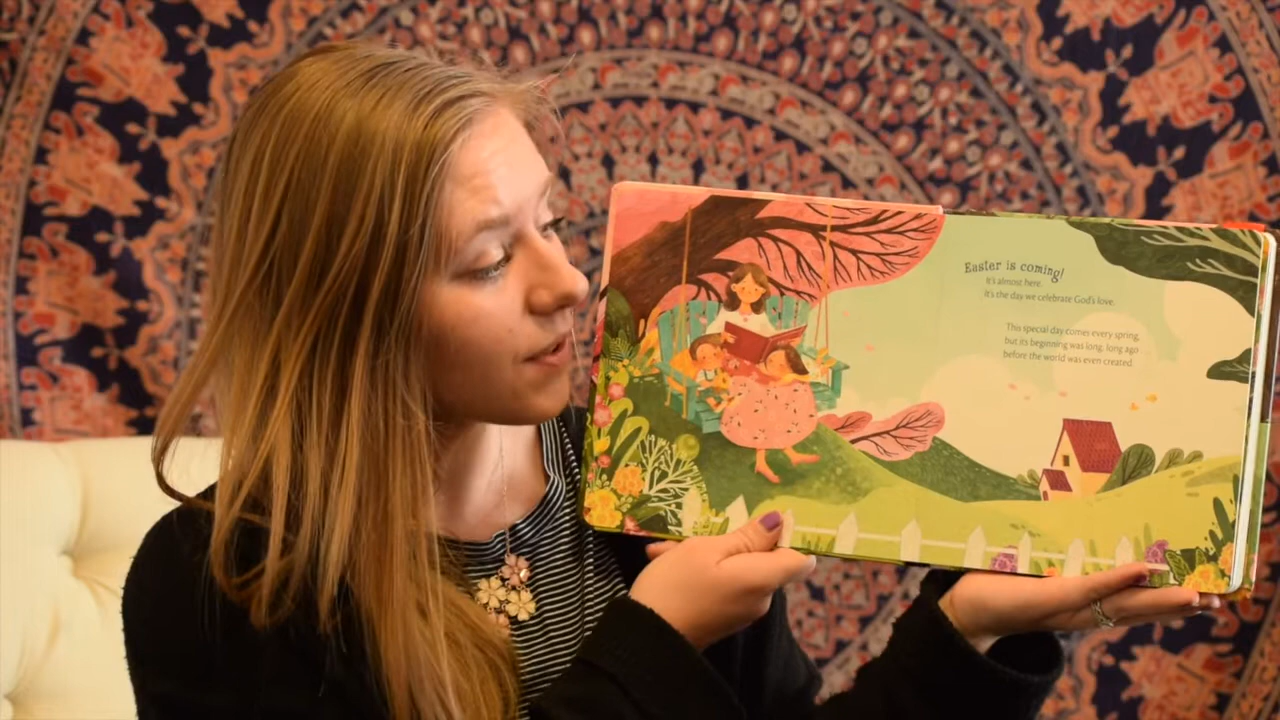 Easter is coming!
It's almost here.
It's the day we celebrate God's love.
This special day comes every spring,
but its beginning was long, long ago
before the world was even created.